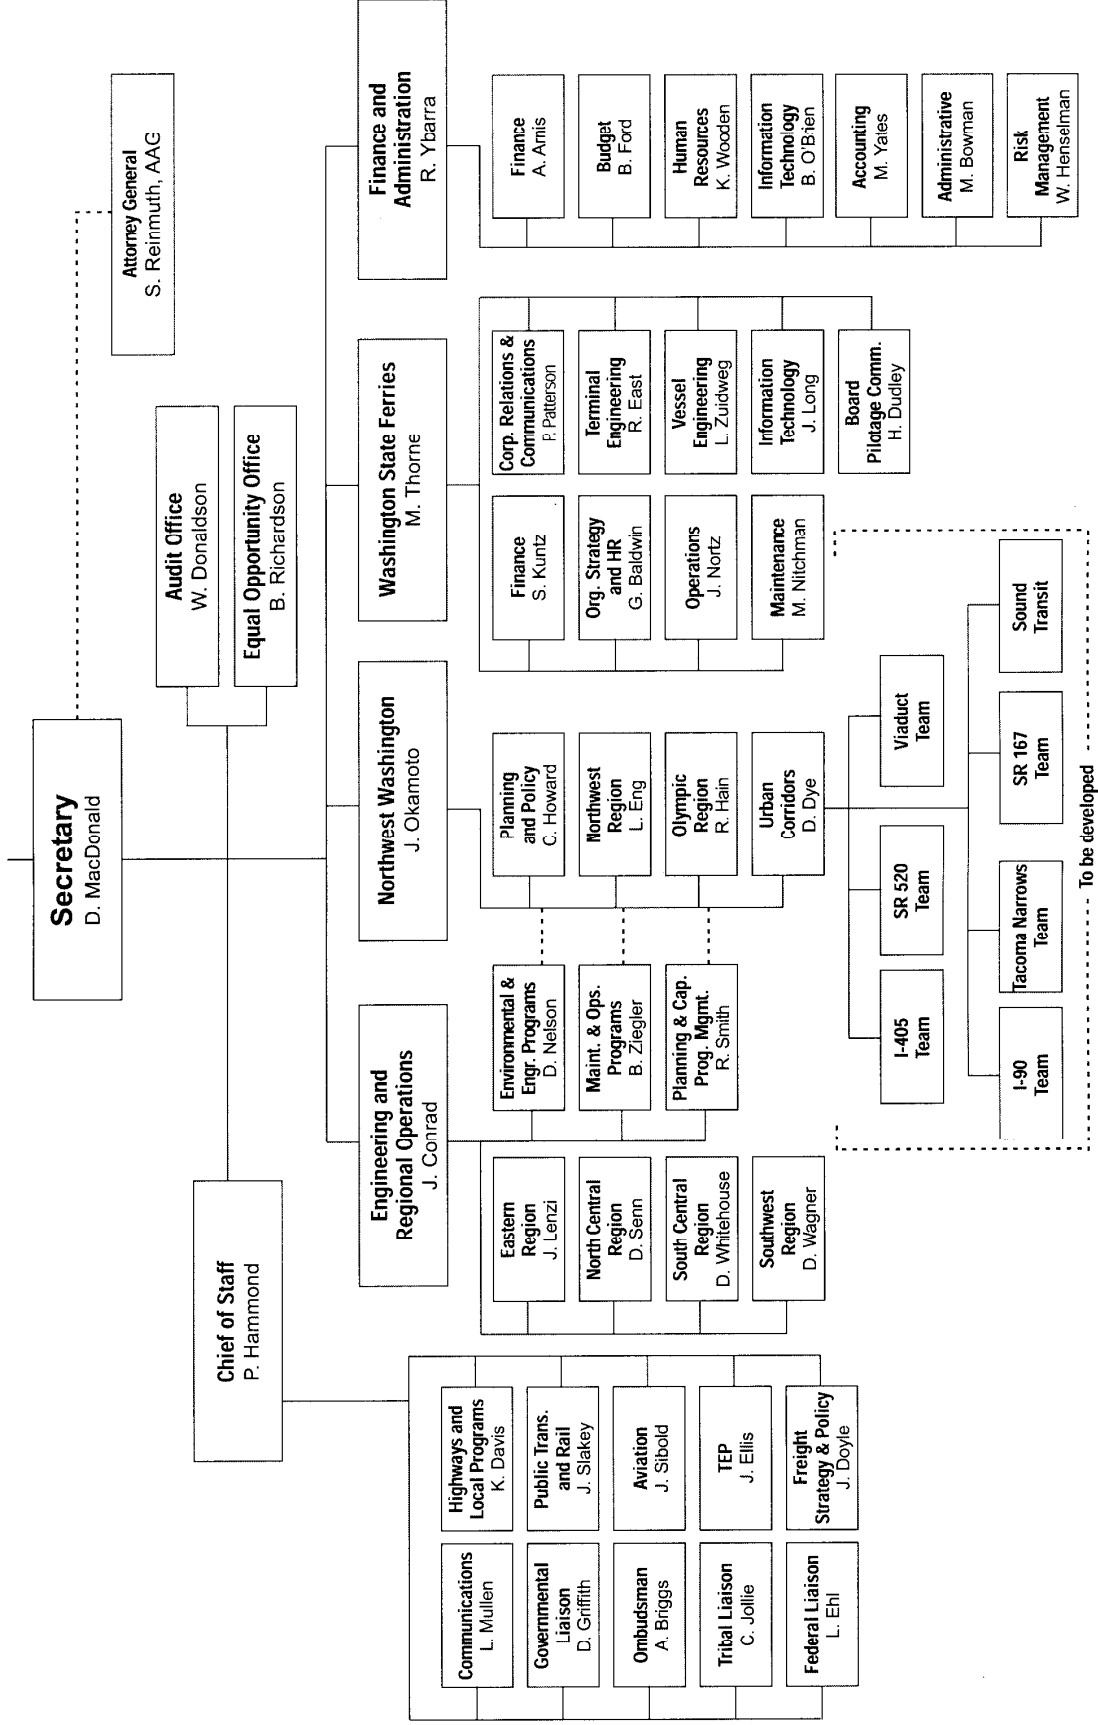 Secretary
D. MacDonald
Attorney General
S. Reinmuth, AAG
Audit Office
W. Donaldson
Equal Opportunity Office
B. Richardson
Chief of Staff
P. Hammond
Engineering and
Regional Operations
J. Conrad
Northwest Washington
J. Okamoto
Washington State Ferries
M. Thorne
Finance and
Administration
R. Ybarra
Communications
L. Mullen
Governmental
Liaison
D. Griffith
Ombudsman
A. Briggs
Tribal Liaison
C. Jollie
Federal Liaison
L. Ehl
Highways and
Local Programs
K. Davis
Public Trans.
and Rail
J. Slakey
Aviation
J. Sibold
TEP
J. Ellis
Freight
Strategy & Policy
J. Doyle
Eastern
Region
J. Lenzi
North Central
Region
D. Senn
South Central
Region
D. Whitehouse
Southwest
Region
D. Wagner
Environmental &
Engr. Programs
D. Nelson
Maint. & Ops.
Programs
B. Ziegler
Planning & Cap.
Prog. Mgmt.
R. Smith
Planning
and Policy
C. Howard
Northwest
Region
L. Eng
Olympic
Region
R. Hain
Urban
Corridors
D. Dye
Finance
S. Kuntz
Org. Strategy
and HR
G. Baldwin
Operations
J. Nortz
Maintenance
M. Nitchman
Corp. Relations &
Communications
P. Patterson
Terminal
Engineering
R. East
Vessel
Engineering
L. Zuidweg
Information
Technology
J. Long
Board
Pilotage Comm.
H. Dudley
Finance
A. Arnis
Budget
B. Ford
Human
Resources
K. Wooden
Information
Technology
B. O'Brien
Accounting
M. Yales
Administrative
M. Bowman
Risk
Management
W. Henselman
I-405
Team
SR 520
Team
Viaduct
Team
I-90
Team
Tacoma Narrows
Team
SR 167
Team
Sound
Transit
To be developed